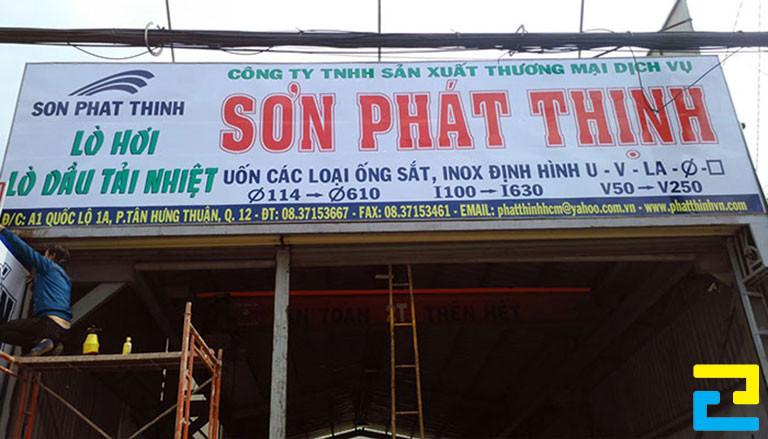 CÔNG TY TNHH SẢN XUẤT THƯƠNG MẠI DỊCH VỤ
SON PHAT THINH
SƠN PHÁT THỊNH
LÒ HƠI
LÒ DẦU TẢI NHIỆT
UỐN CÁC LOẠI ỐNG SẮT, INOX ĐỊNH HÌNH U - V - LA - Ø - □
Ø114 → Ø610 I100 → I630 V50 → V250
Đ/C: A1 QUỐC LỘ 1A, P.TÂN HƯNG THUẬN, Q. 12 - ĐT: 08.37153667 - FAX: 08.37153461 - EMAIL: phatthinhhcm@yahoo.com.vn - www.phatthinhvn.com
AN TOÀN TRÊN HẾT